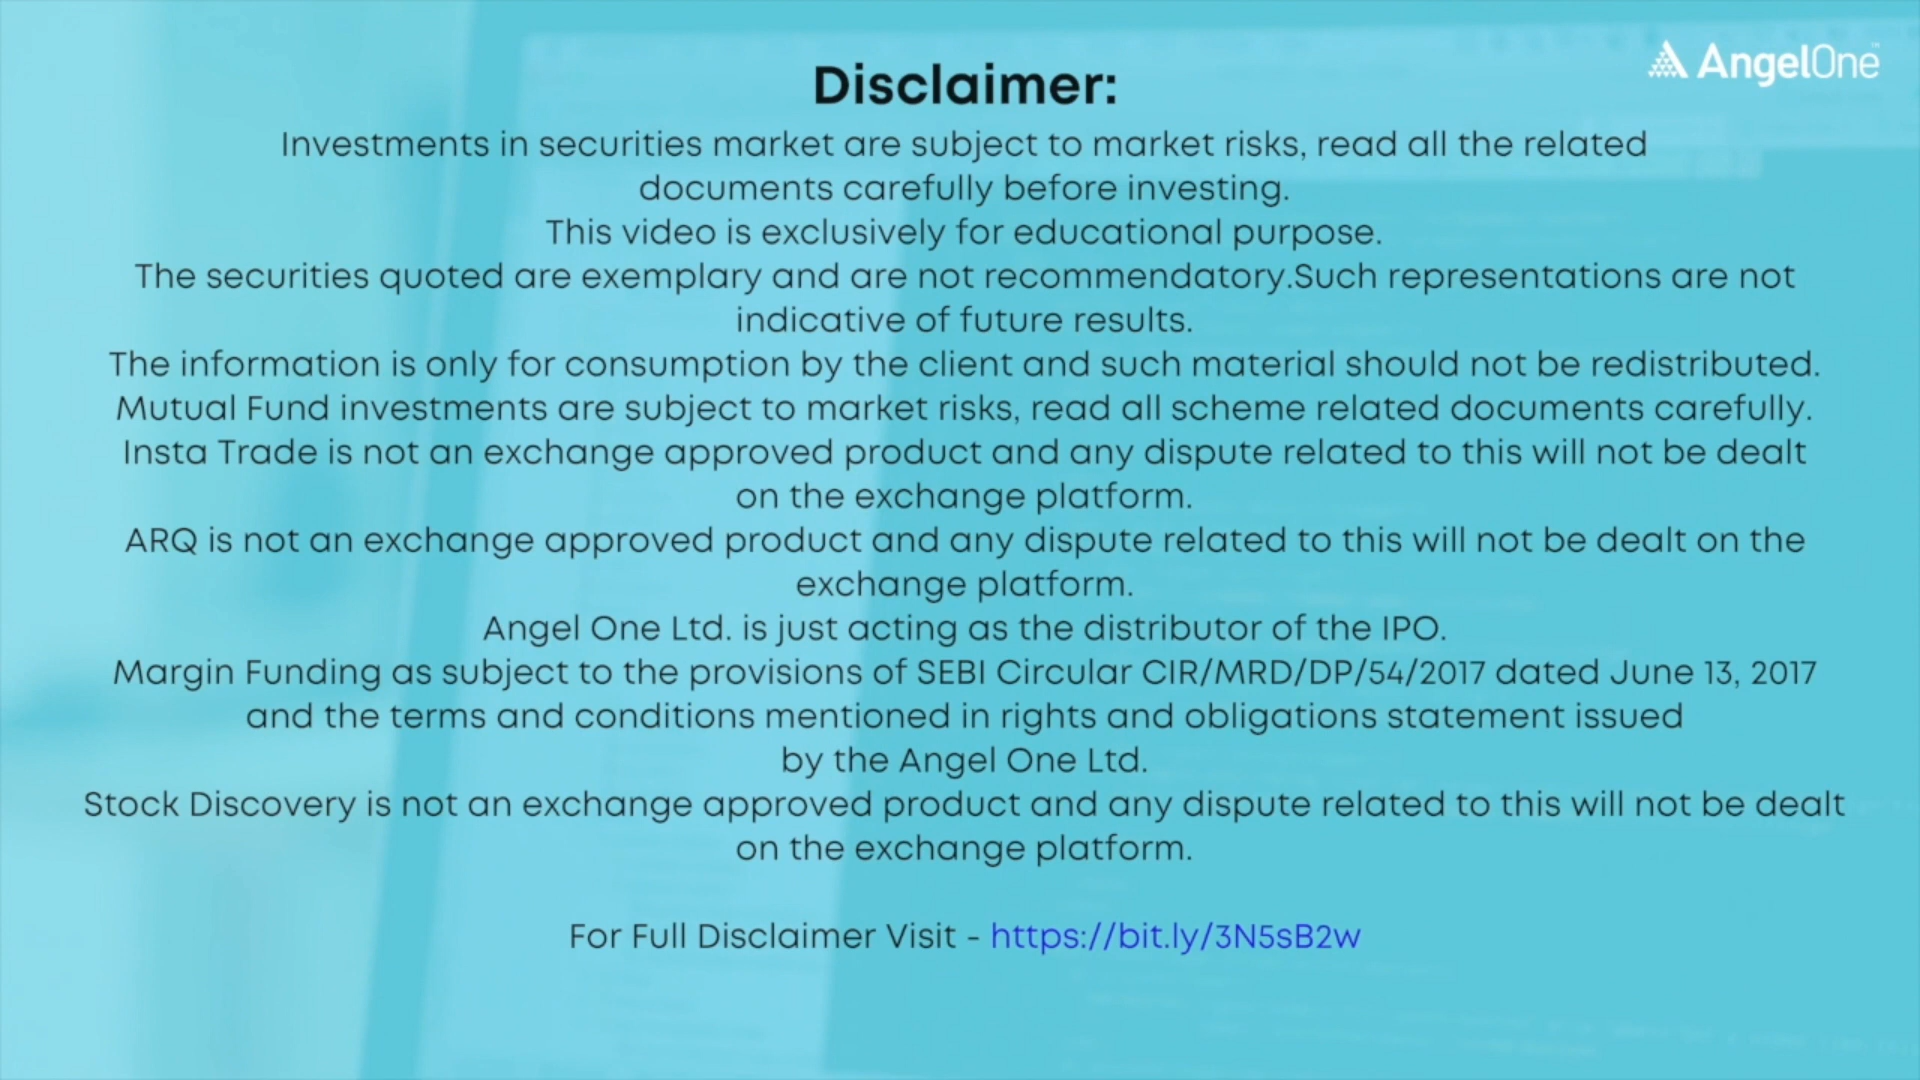 AngelOne™
Disclaimer:
Investments in securities market are subject to market risks, read all the related
documents carefully before investing.
This video is exclusively for educational purpose.
The securities quoted are exemplary and are not recommendatory.Such representations are not
indicative of future results.
The information is only for consumption by the client and such material should not be redistributed.
Mutual Fund investments are subject to market risks, read all scheme related documents carefully.
Insta Trade is not an exchange approved product and any dispute related to this will not be dealt
on the exchange platform.
ARQ is not an exchange approved product and any dispute related to this will not be dealt on the
exchange platform.
Angel One Ltd. is just acting as the distributor of the IPO.
Margin Funding as subject to the provisions of SEBI Circular CIR/MRD/DP/54/2017 dated June 13, 2017
and the terms and conditions mentioned in rights and obligations statement issued
by the Angel One Ltd.
Stock Discovery is not an exchange approved product and any dispute related to this will not be dealt
on the exchange platform.
For Full Disclaimer Visit - https://bit.ly/3N5sB2w